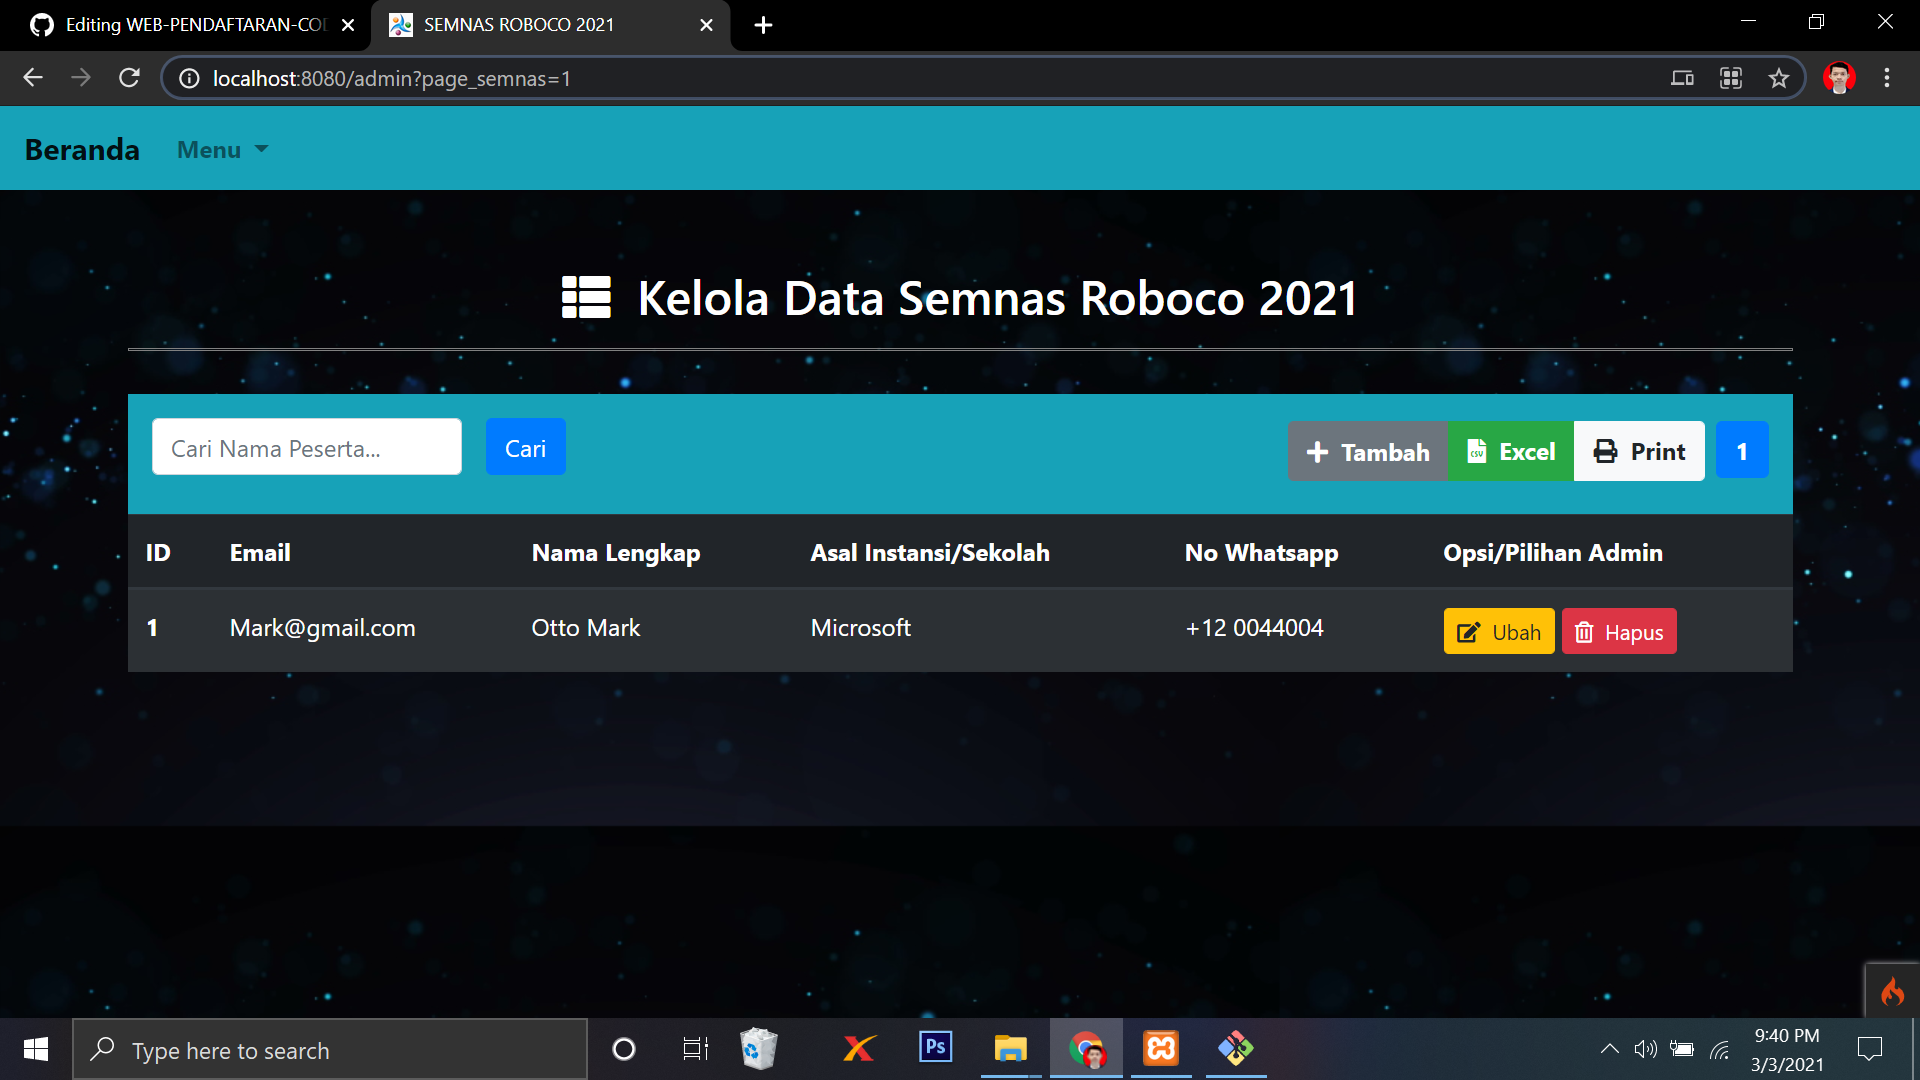 Editing WEB-PENDAFTARAN-COD
SEMNAS ROBOCO 2021
localhost:8080/admin?page_semnas=1
Beranda Menu
Kelola Data Semnas Roboco 2021
Cari Nama Peserta... Cari Tambah CSV Excel Print 1
ID Email Nama Lengkap Asal Instansi/Sekolah No Whatsapp Opsi/Pilihan Admin
1 Mark@gmail.com Otto Mark Microsoft +12 0044004 Ubah Hapus
Type here to search
Ps
9:40 PM
3/3/2021